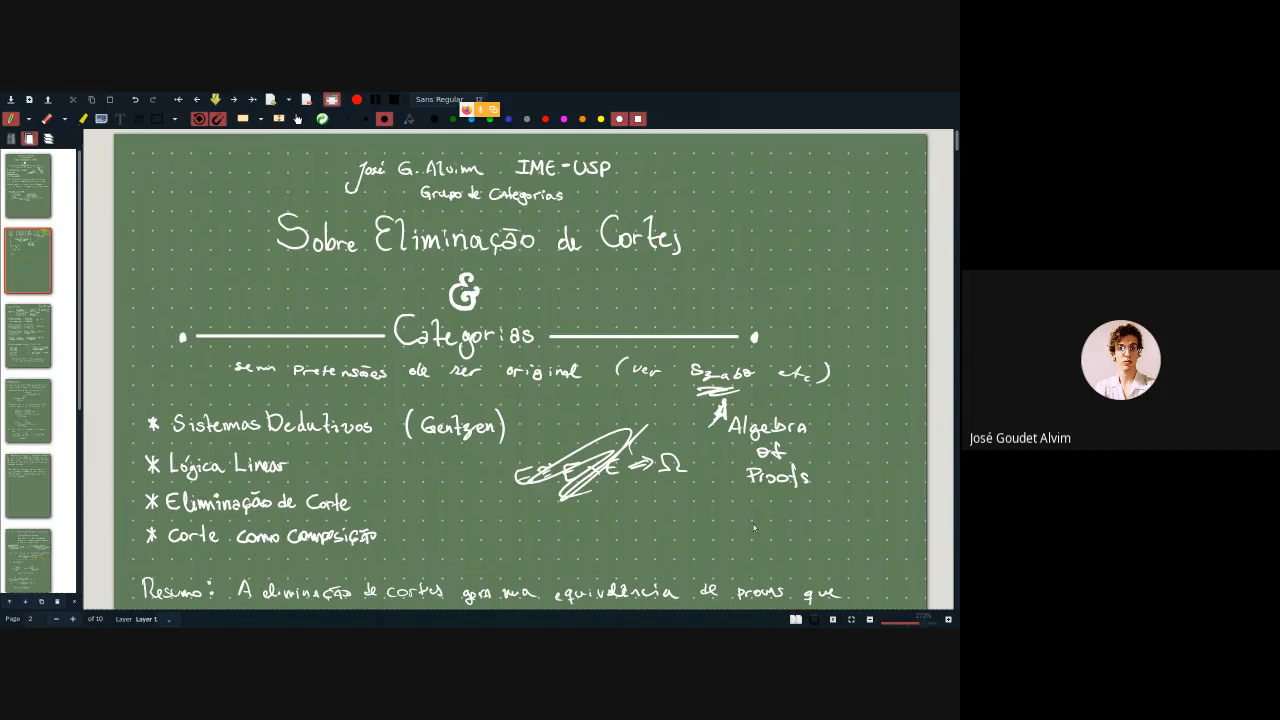 Sans Regular 12
José G. Alvim IME-USP
Grupo de Categorias
Sobre Eliminação de Cortes
&
Categorias
sem pretensões de ser original (ver Szabo etc)
* Sistemas Dedutivos (Gentzen)
Algebra
of
Proofs
* Lógica Linear
⇒ Ω
* Eliminação de Corte
* Corte como composição
Resumo: A eliminação de cortes gera uma equivalência de provas que
José Goudet Alvim
Page 2 of 10 Layer Layer 1
272%